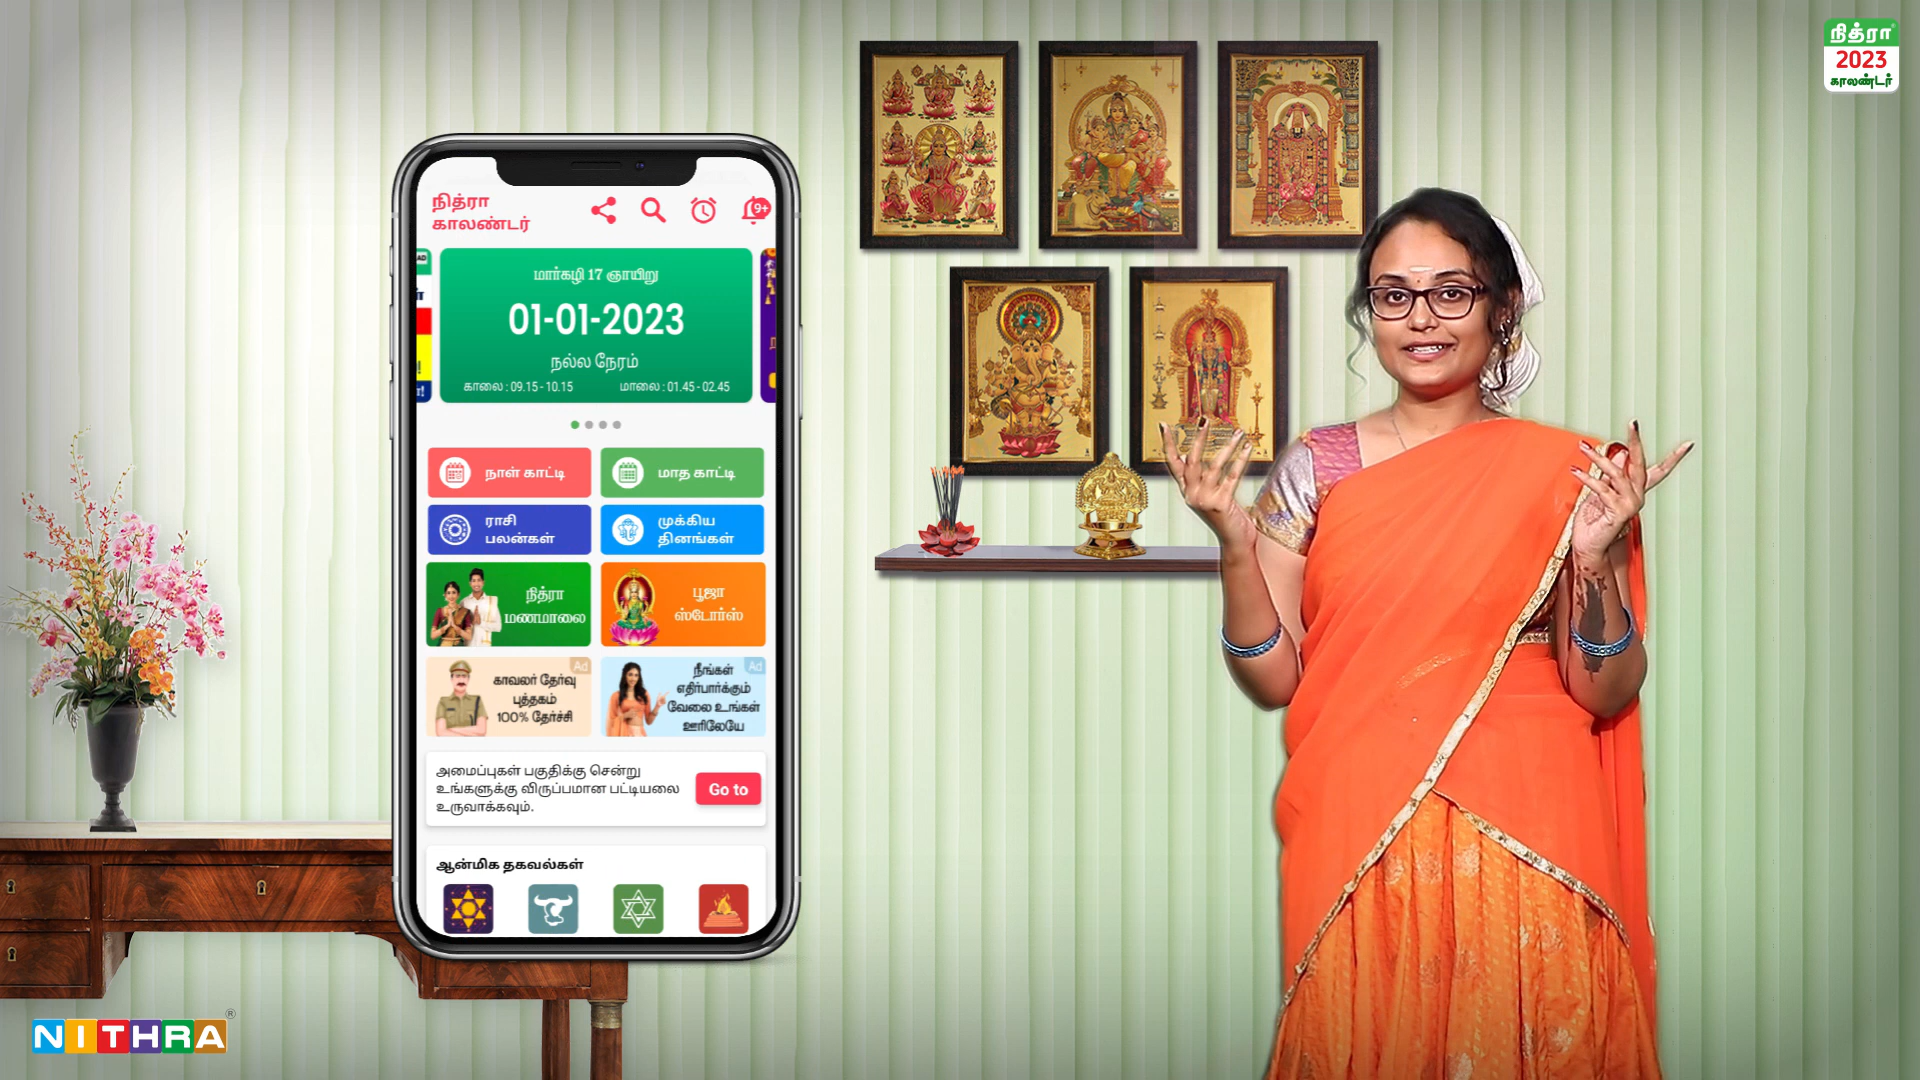 நித்ரா
2023
காலண்டர்
நித்ரா
காலண்டர்
9+
மார்கழி 17 ஞாயிறு
01-01-2023
நல்ல நேரம்
காலை : 09.15 - 10.15
மாலை : 01.45 - 02.45
நாள் காட்டி
மாத காட்டி
ராசி
பலன்கள்
முக்கிய
தினங்கள்
நித்ரா
மணமாலை
பூஜா
ஸ்டோர்ஸ்
Ad
காவலர் தேர்வு
புத்தகம்
100% தேர்ச்சி
Ad
நீங்கள்
எதிர்பார்க்கும்
வேலை உங்கள்
ஊரிலேயே
அமைப்புகள் பகுதிக்கு சென்று
உங்களுக்கு விருப்பமான பட்டியலை
உருவாக்கவும்.
Go to
ஆன்மிக தகவல்கள்
NITHRA